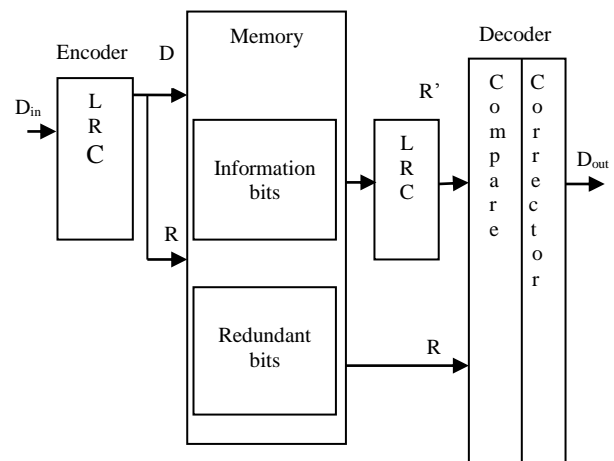 Encoder
D
Memory
Decoder
D_in
L
R
C
Information
bits
R
Redundant
bits
R’
L
R
C
R
C
o
m
p
a
r
e
C
o
r
r
e
c
t
o
r
D_out